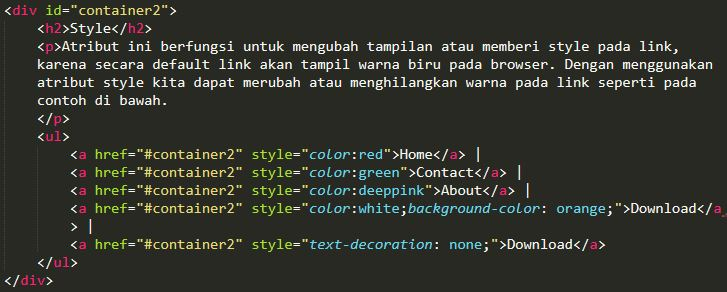 <div id="container2">
<h2>Style</h2>
<p>Atribut ini berfungsi untuk mengubah tampilan atau memberi style pada link,
karena secara default link akan tampil warna biru pada browser. Dengan menggunakan
atribut style kita dapat merubah atau menghilangkan warna pada link seperti pada
contoh di bawah.
</p>
<ul>
<a href="#container2" style="color:red">Home</a> |
<a href="#container2" style="color:green">Contact</a> |
<a href="#container2" style="color:deeppink">About</a> |
<a href="#container2" style="color:white;background-color: orange;">Download</a
> |
<a href="#container2" style="text-decoration: none;">Download</a>
</ul>
</div>